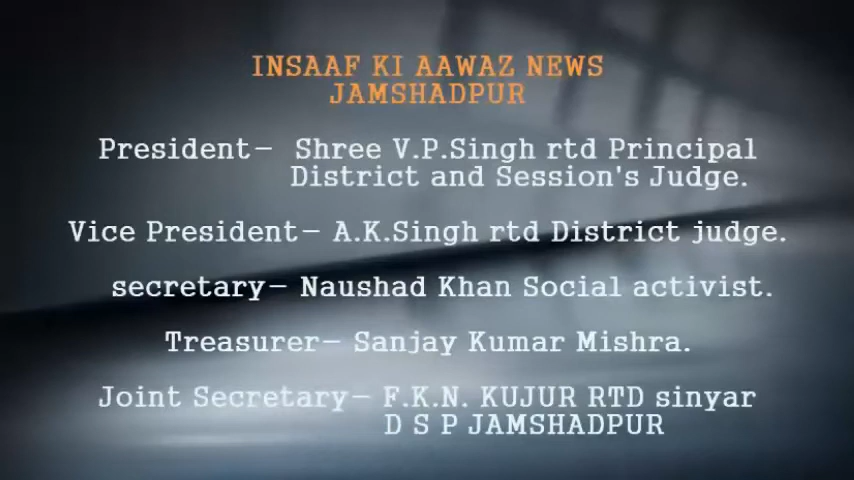 INSAAF KI AAWAZ NEWS
JAMSHADPUR
President- Shree V.P.Singh rtd Principal
District and Session's Judge.
Vice President- A.K.Singh rtd District judge.
secretary- Naushad Khan Social activist.
Treasurer- Sanjay Kumar Mishra.
Joint Secretary- F.K.N. KUJUR RTD sinyar
D S P JAMSHADPUR